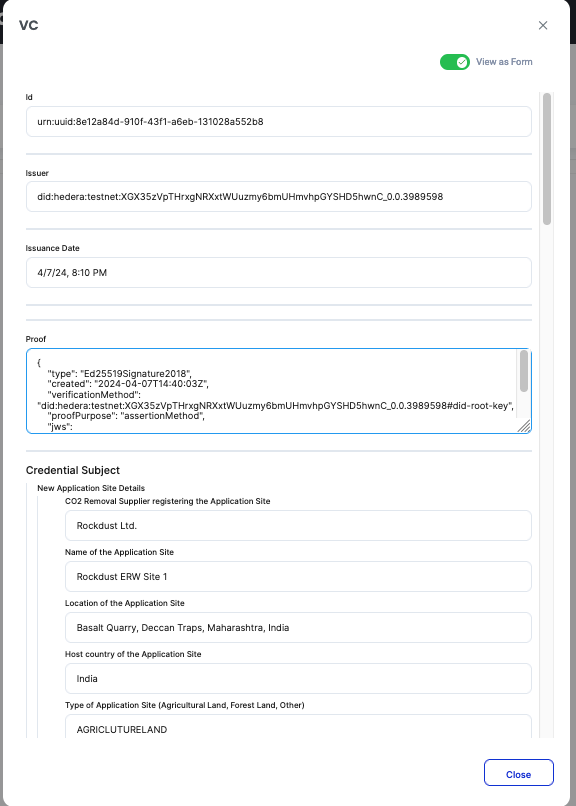 VC
View as Form
Id
urn:uuid:8e12a84d-910f-43f1-a6eb-131028a552b8
Issuer
did:hedera:testnet:XGX35zVpTHrxgNRXxtWUuzmy6bmUHmvhpGYSHD5hwnC_0.0.3989598
Issuance Date
4/7/24, 8:10 PM
Proof
{
"type": "Ed25519Signature2018",
"created": "2024-04-07T14:40:03Z",
"verificationMethod":
"did:hedera:testnet:XGX35zVpTHrxgNRXxtWUuzmy6bmUHmvhpGYSHD5hwnC_0.0.3989598#did-root-key",
"proofPurpose": "assertionMethod",
"jws":
Credential Subject
New Application Site Details
CO2 Removal Supplier registering the Application Site
Rockdust Ltd.
Name of the Application Site
Rockdust ERW Site 1
Location of the Application Site
Basalt Quarry, Deccan Traps, Maharashtra, India
Host country of the Application Site
India
Type of Application Site (Agricultural Land, Forest Land, Other)
AGRICLUTURELAND
Close